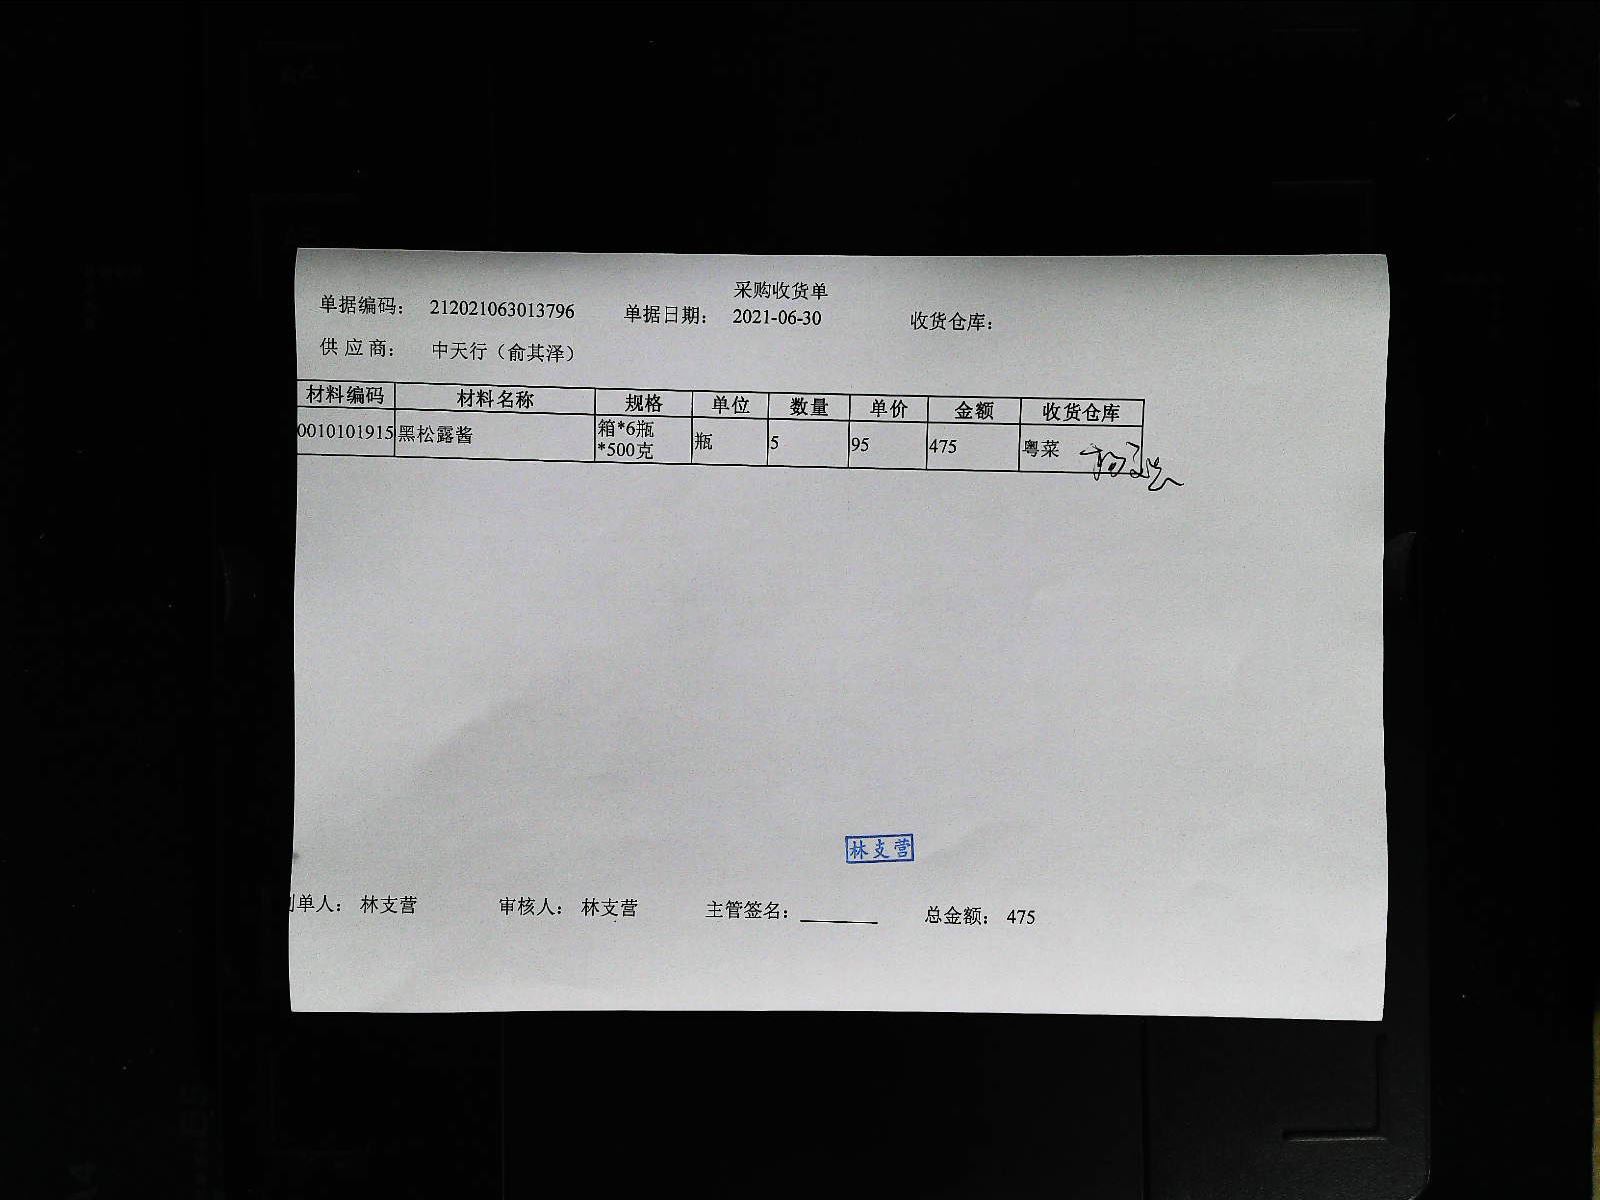 采购收货单
单据编码： 212021063013796 单据日期： 2021-06-30 收货仓库：
供 应 商： 中天行（俞其泽）
材料编码 材料名称 规格 单位 数量 单价 金额 收货仓库
0010101915 黑松露酱 箱*6瓶 瓶 5 95 475 粤菜
*500克
林支营
制单人： 林支营 审核人： 林支营 主管签名： 总金额： 475